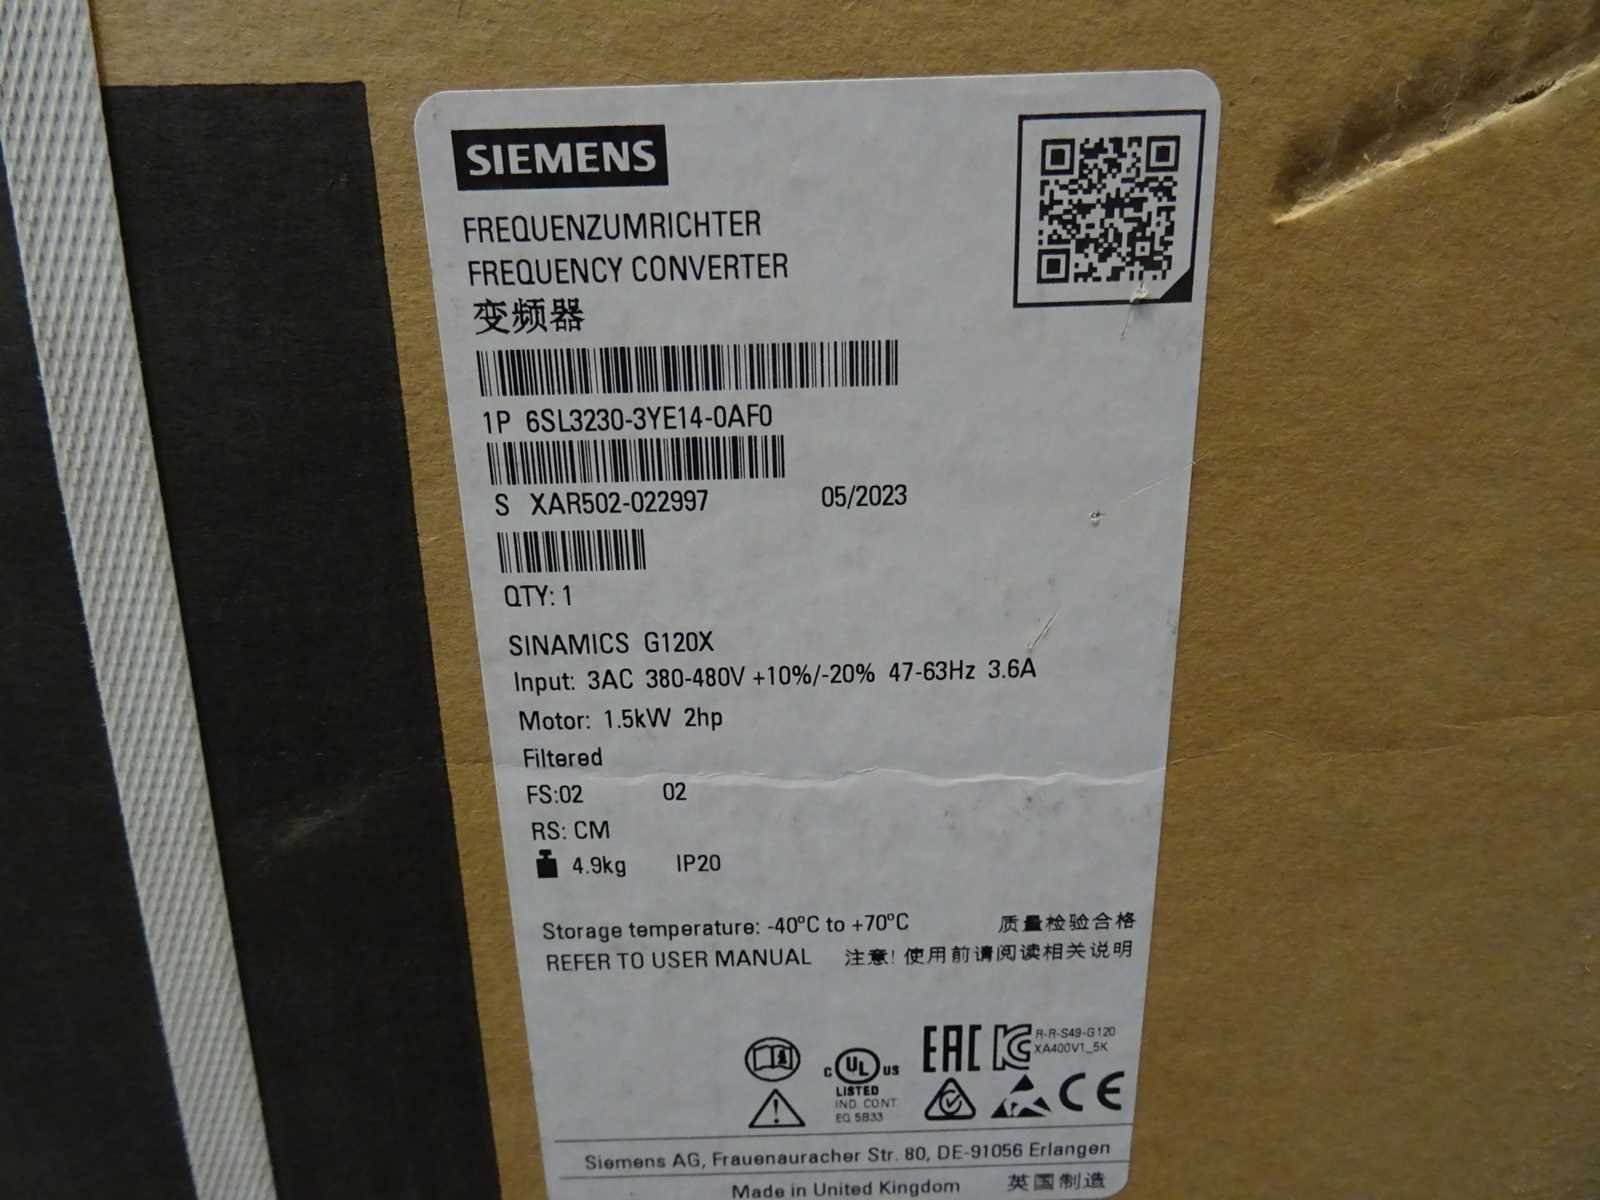 SIEMENS
FREQUENZUMRICHTER
FREQUENCY CONVERTER
变频器
1P 6SL3230-3YE14-0AF0
S XAR502-022997 05/2023
QTY: 1
SINAMICS G120X
Input: 3AC 380-480V +10%/-20% 47-63Hz 3.6A
Motor: 1.5kW 2hp
Filtered
FS:02 02
RS: CM
4.9kg IP20
Storage temperature: -40°C to +70°C 质量检验合格
REFER TO USER MANUAL 注意! 使用前请阅读相关说明
EAC R-R-S49-G120
XA400V1_5K
C UL US
LISTED
IND. CONT.
EQ 5B33
CE
Siemens AG, Frauenauracher Str. 80, DE-91056 Erlangen
Made in United Kingdom 英国制造